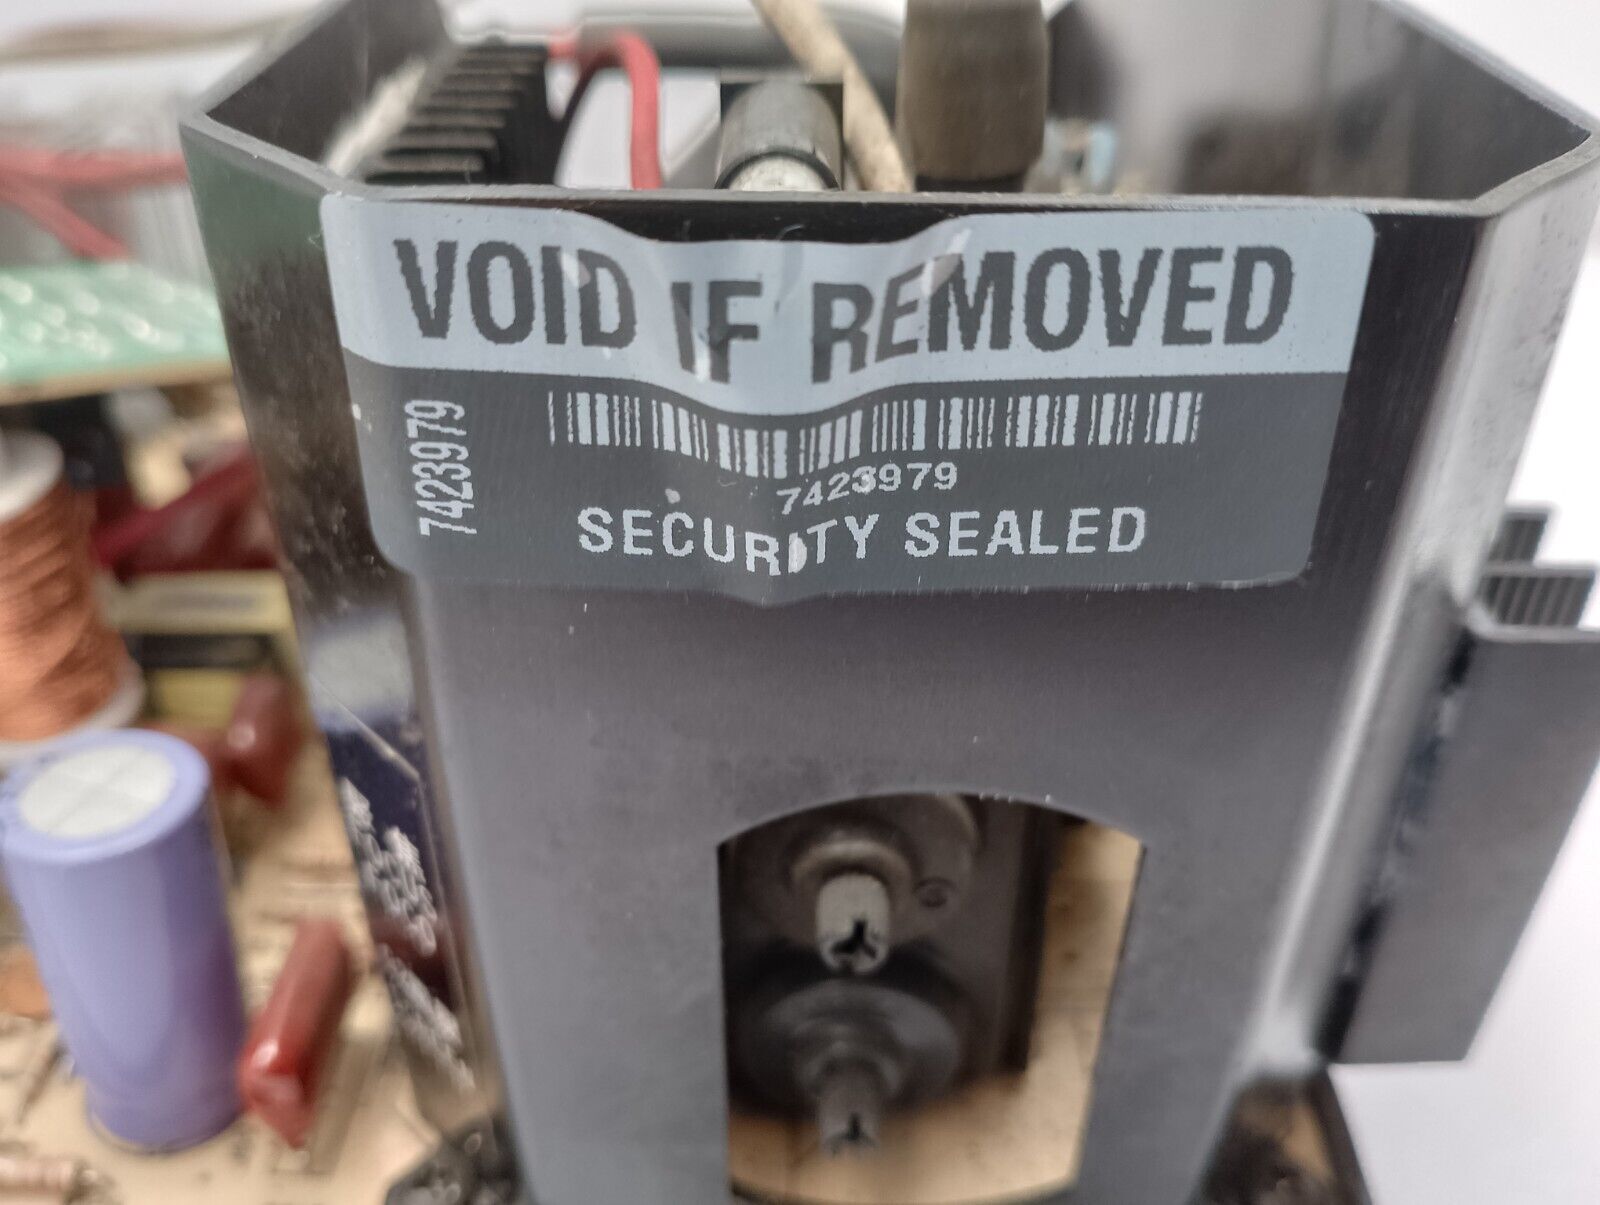 VOID IF REMOVED
7423979
7423979
SECURITY SEALED